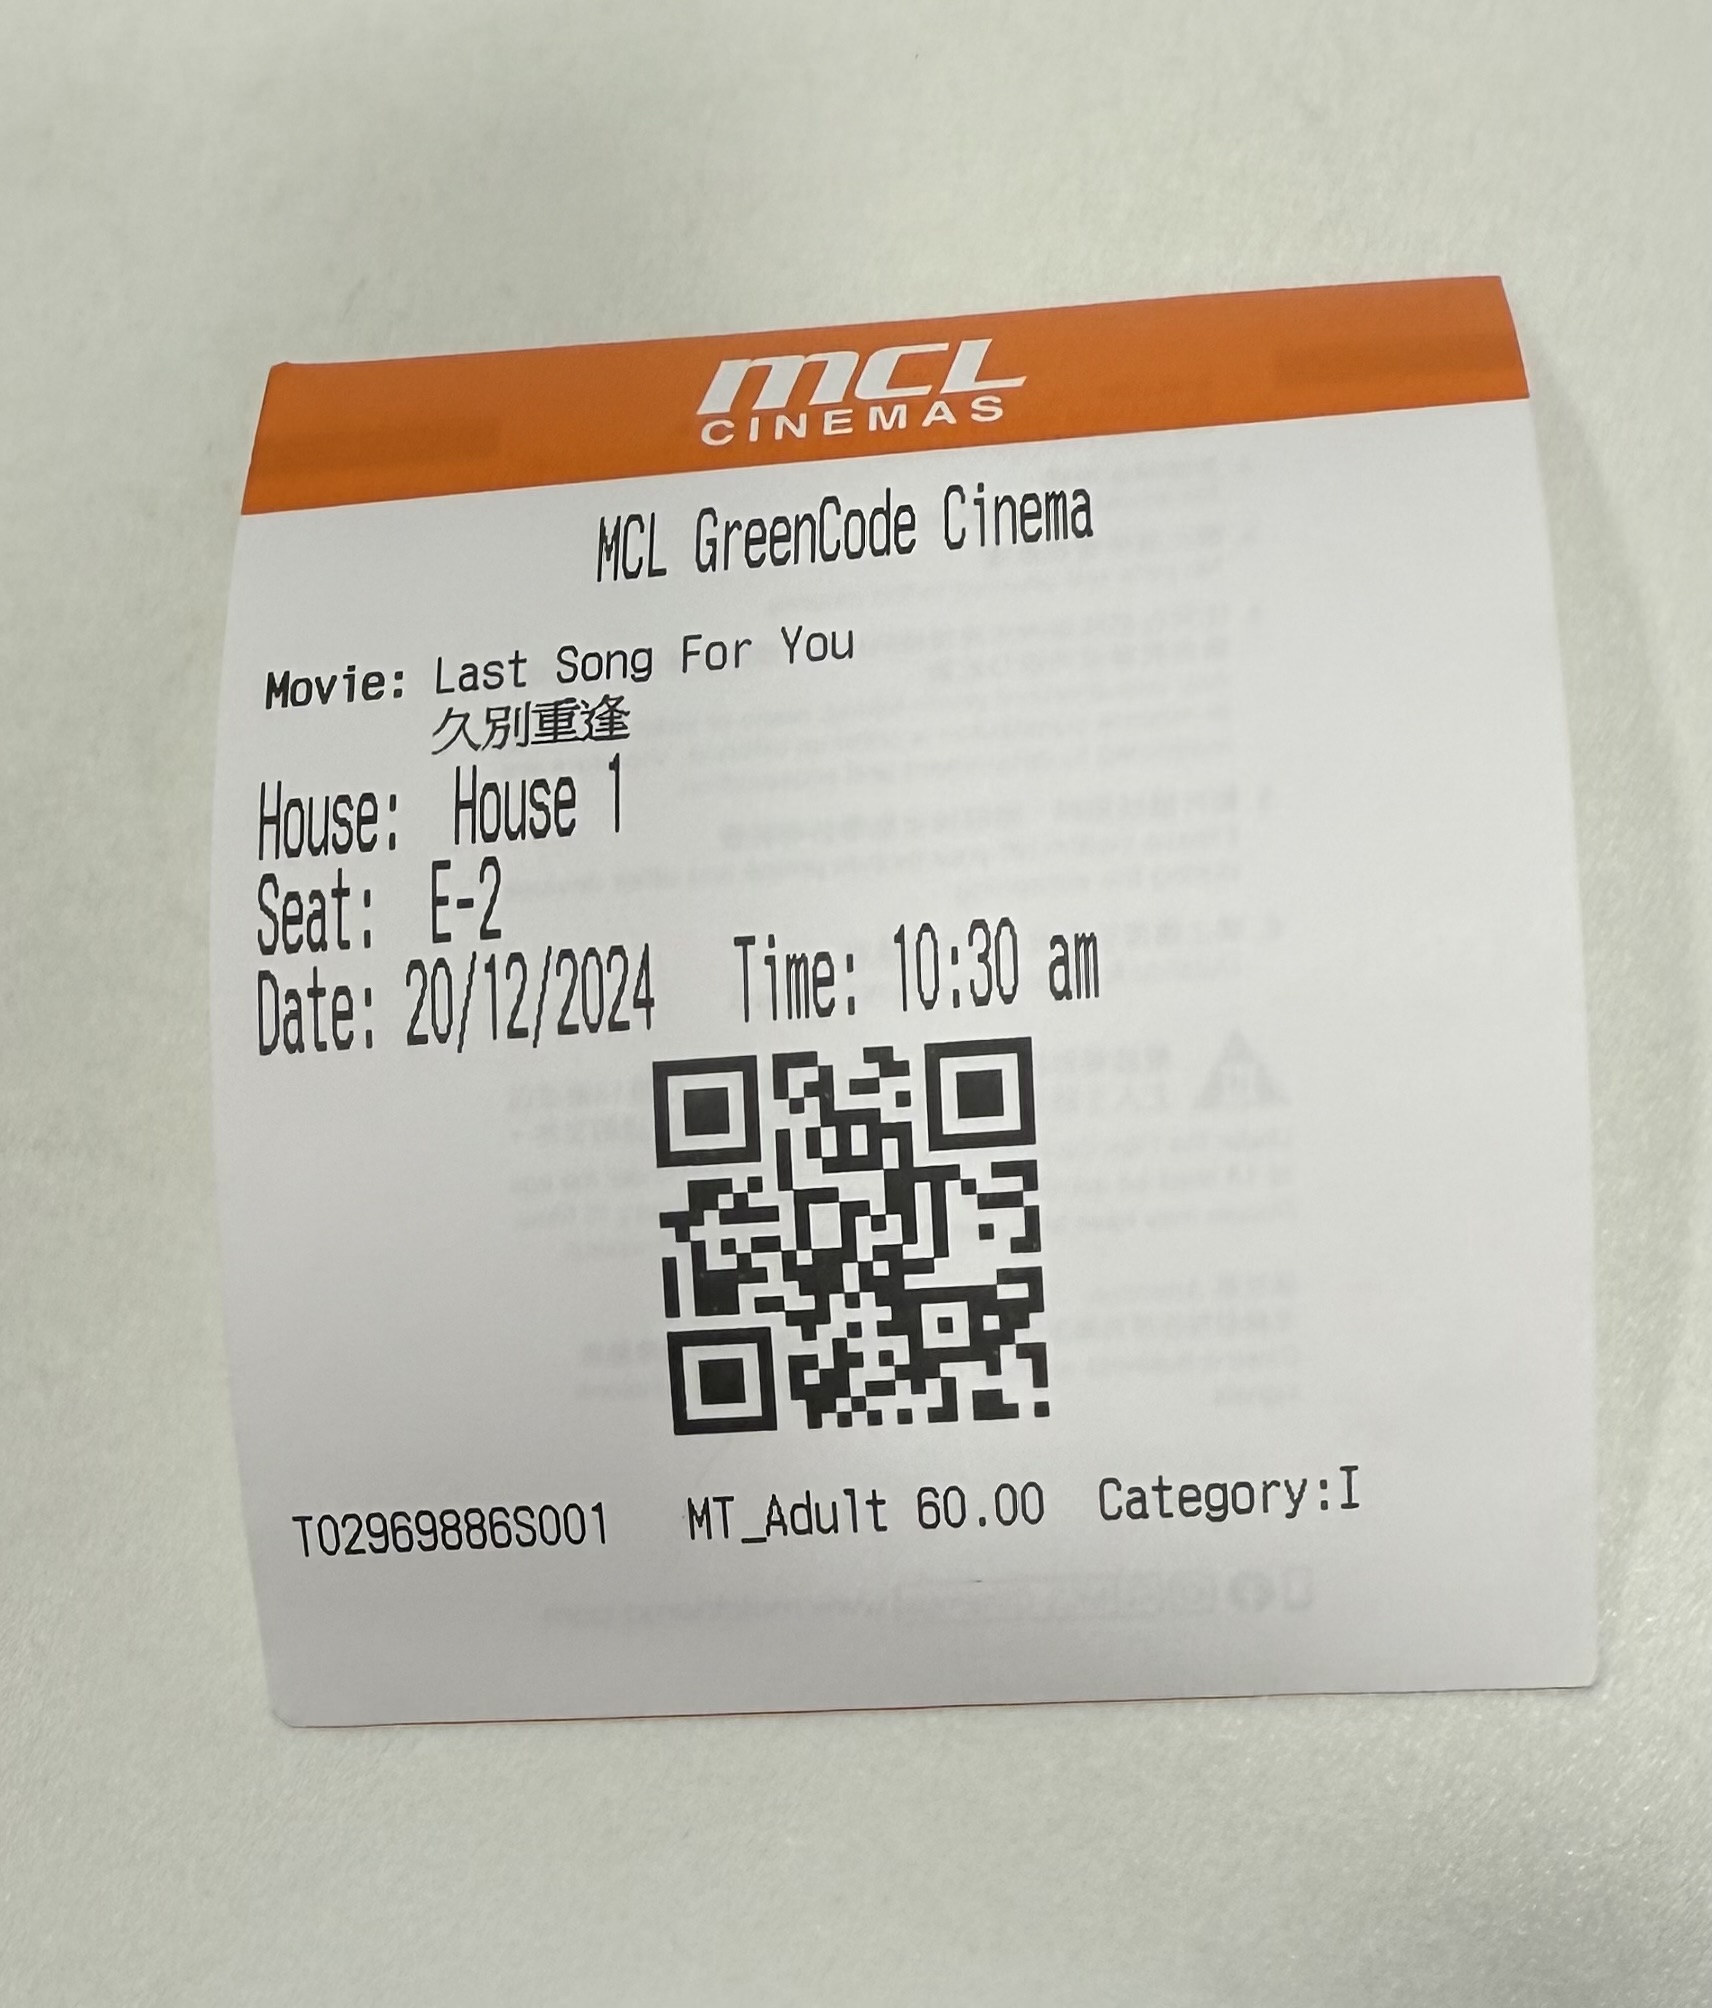 mCL
CINEMAS
MCL GreenCode Cinema
Movie: Last Song For You
久別重逢
House: House 1
Seat: E-2
Date: 20/12/2024 Time: 10:30 am
T02969886S001 MT_Adult 60.00 Category:I